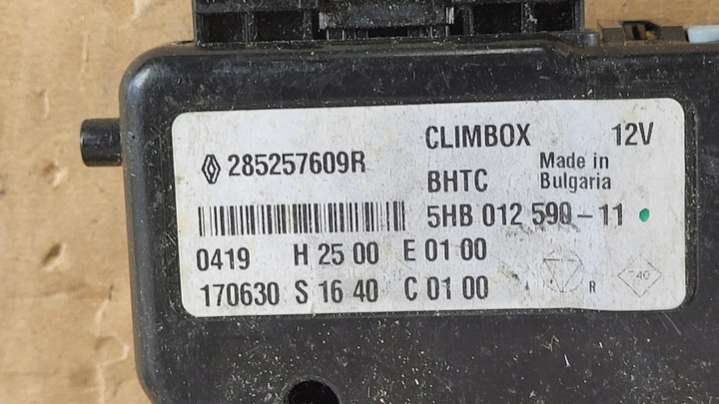 CLIMBOX 12V
285257609R
BHTC Made in Bulgaria
5HB 012 590-11
0419 H 25 00 E 01 00
170630 S 16 40 C 01 00
R